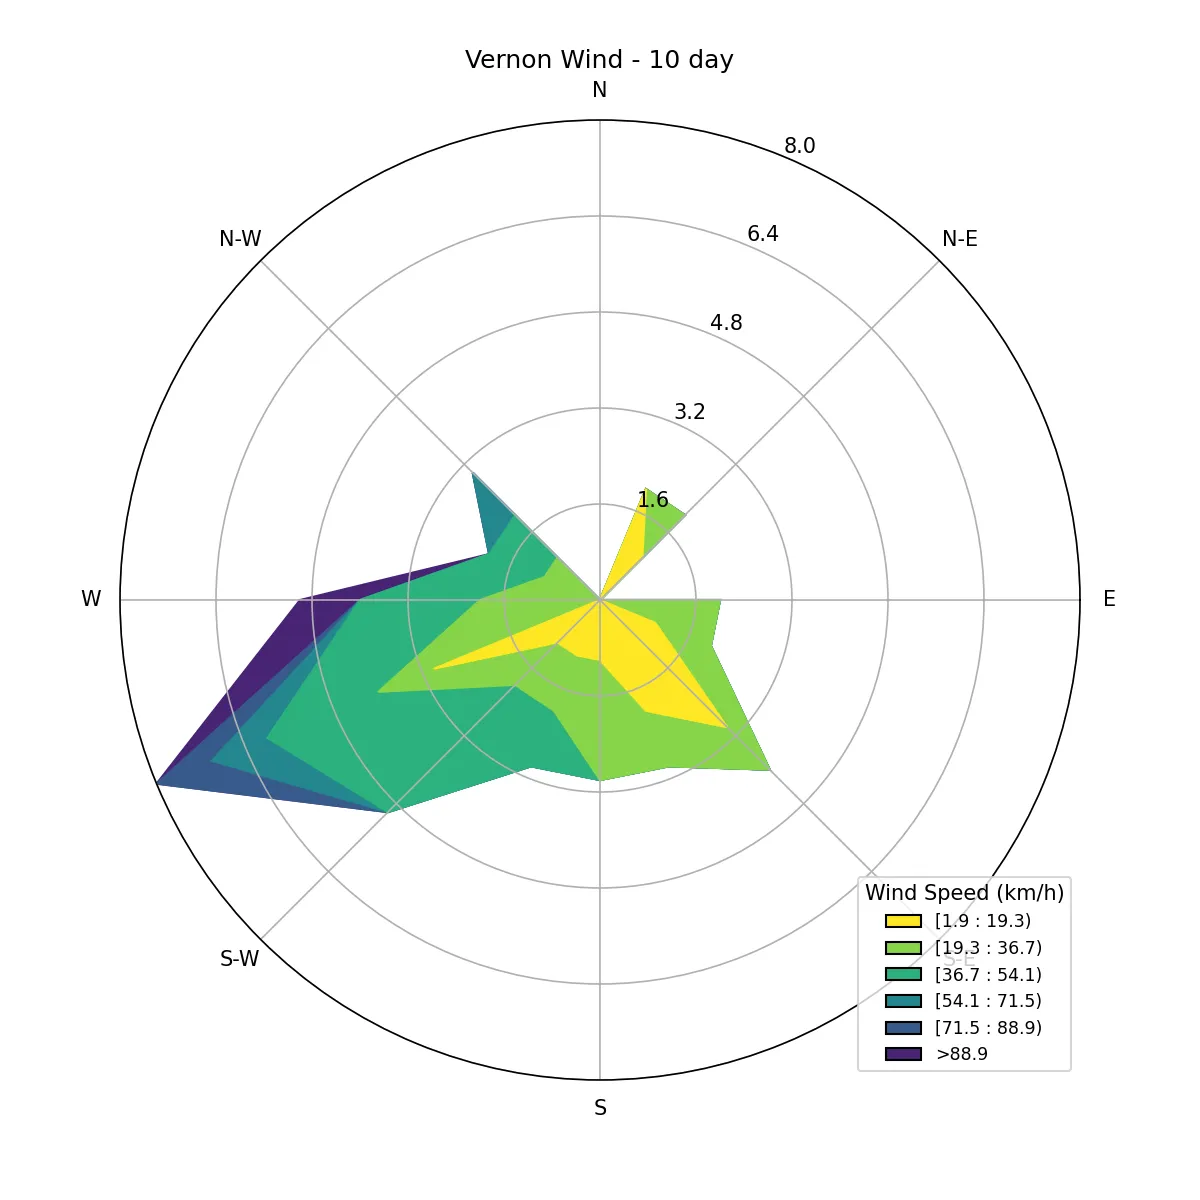 Vernon Wind - 10 day
N
8.0
N-W
6.4
N-E
4.8
3.2
1.6
W
E
S-W
S-E
S
Wind Speed (km/h)
[1.9 : 19.3)
[19.3 : 36.7)
[36.7 : 54.1)
[54.1 : 71.5)
[71.5 : 88.9)
>88.9